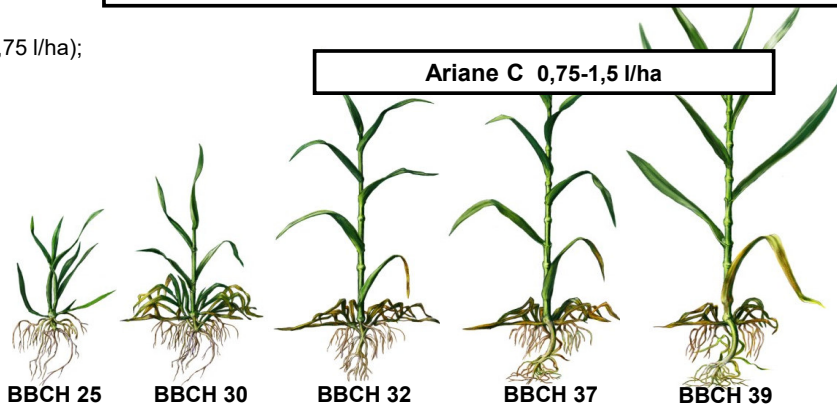 ,75 l/ha);
Ariane C 0,75-1,5 l/ha
BBCH 25
BBCH 30
BBCH 32
BBCH 37
BBCH 39